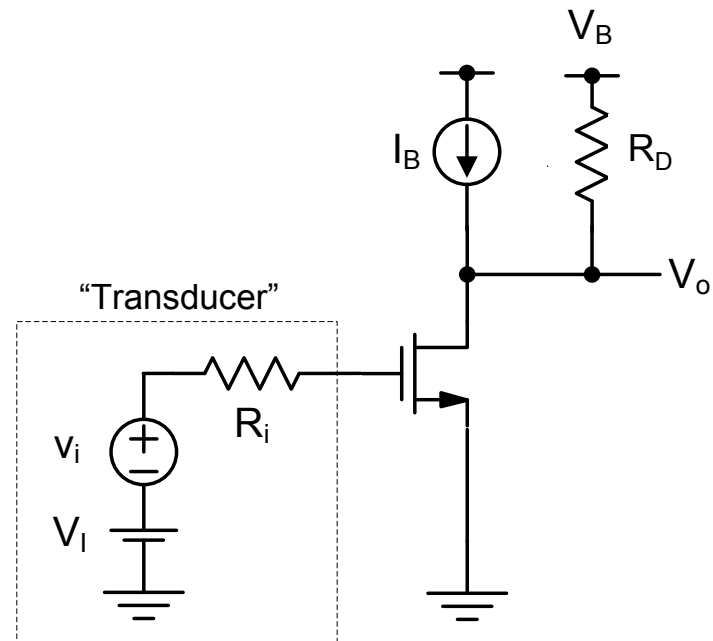 V_B
I_B
R_D
V_o
“Transducer”
R_i
v_i
V_I